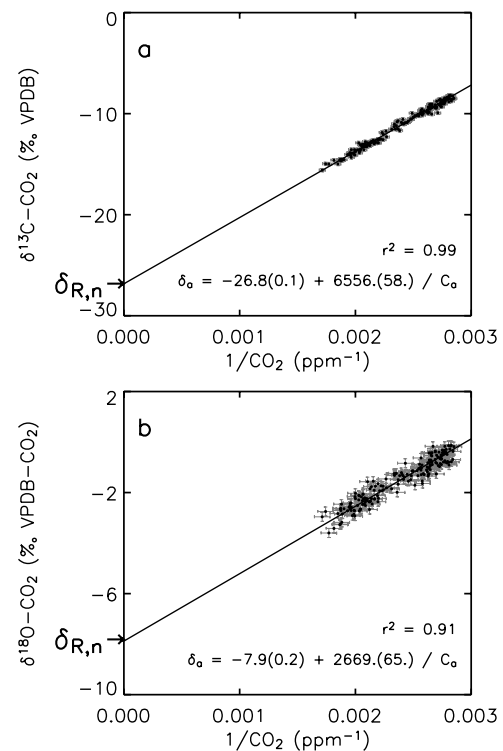 a
0
−10
−20
−30
δ¹³C−CO₂ (‰ VPDB)
δR,n
r² = 0.99
δₐ = −26.8(0.1) + 6556.(58.) / Cₐ
0.000 0.001 0.002 0.003
1/CO₂ (ppm⁻¹)
b
2
−2
−6
−10
δ¹⁸O−CO₂ (‰ VPDB−CO₂)
δR,n
r² = 0.91
δₐ = −7.9(0.2) + 2669.(65.) / Cₐ
0.000 0.001 0.002 0.003
1/CO₂ (ppm⁻¹)